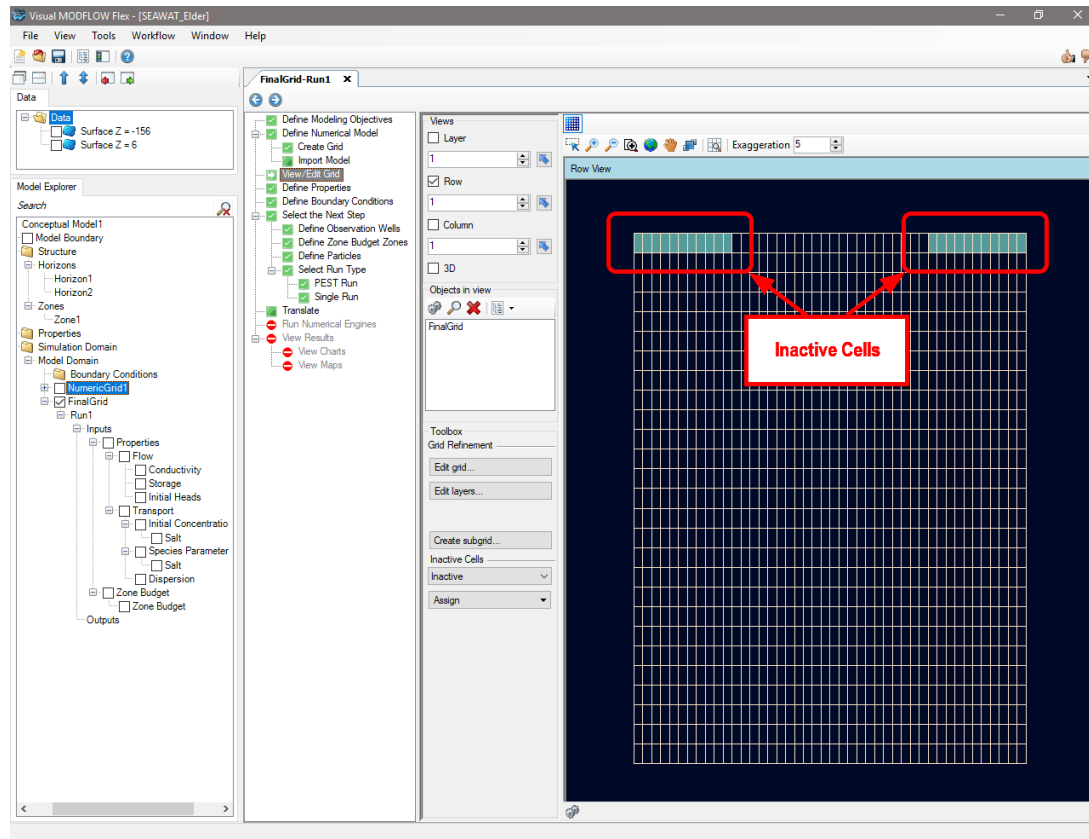 Visual MODFLOW Flex - [SEAWAT_Elder]
File View Tools Workflow Window Help
Data
Data
Surface Z = -156
Surface Z = 6
Model Explorer
Search
Conceptual Model1
Model Boundary
Structure
Horizons
Horizon1
Horizon2
Zones
Zone1
Properties
Simulation Domain
Model Domain
Boundary Conditions
NumericGrid1
FinalGrid
Run1
Inputs
Properties
Flow
Conductivity
Storage
Initial Heads
Transport
Initial Concentratio
Salt
Species Parameter
Salt
Dispersion
Zone Budget
Zone Budget
Outputs
FinalGrid-Run1 X
Define Modeling Objectives
Define Numerical Model
Create Grid
Import Model
View/Edit Grid
Define Properties
Define Boundary Conditions
Select the Next Step
Define Observation Wells
Define Zone Budget Zones
Define Particles
Select Run Type
PEST Run
Single Run
Translate
Run Numerical Engines
View Results
View Charts
View Maps
Views
Layer
1
Row
1
Column
1
3D
Objects in view
FinalGrid
Toolbox
Grid Refinement
Edit grid...
Edit layers...
Create subgrid...
Inactive Cells
Inactive
Assign
Exaggeration 5
Row View
Inactive Cells